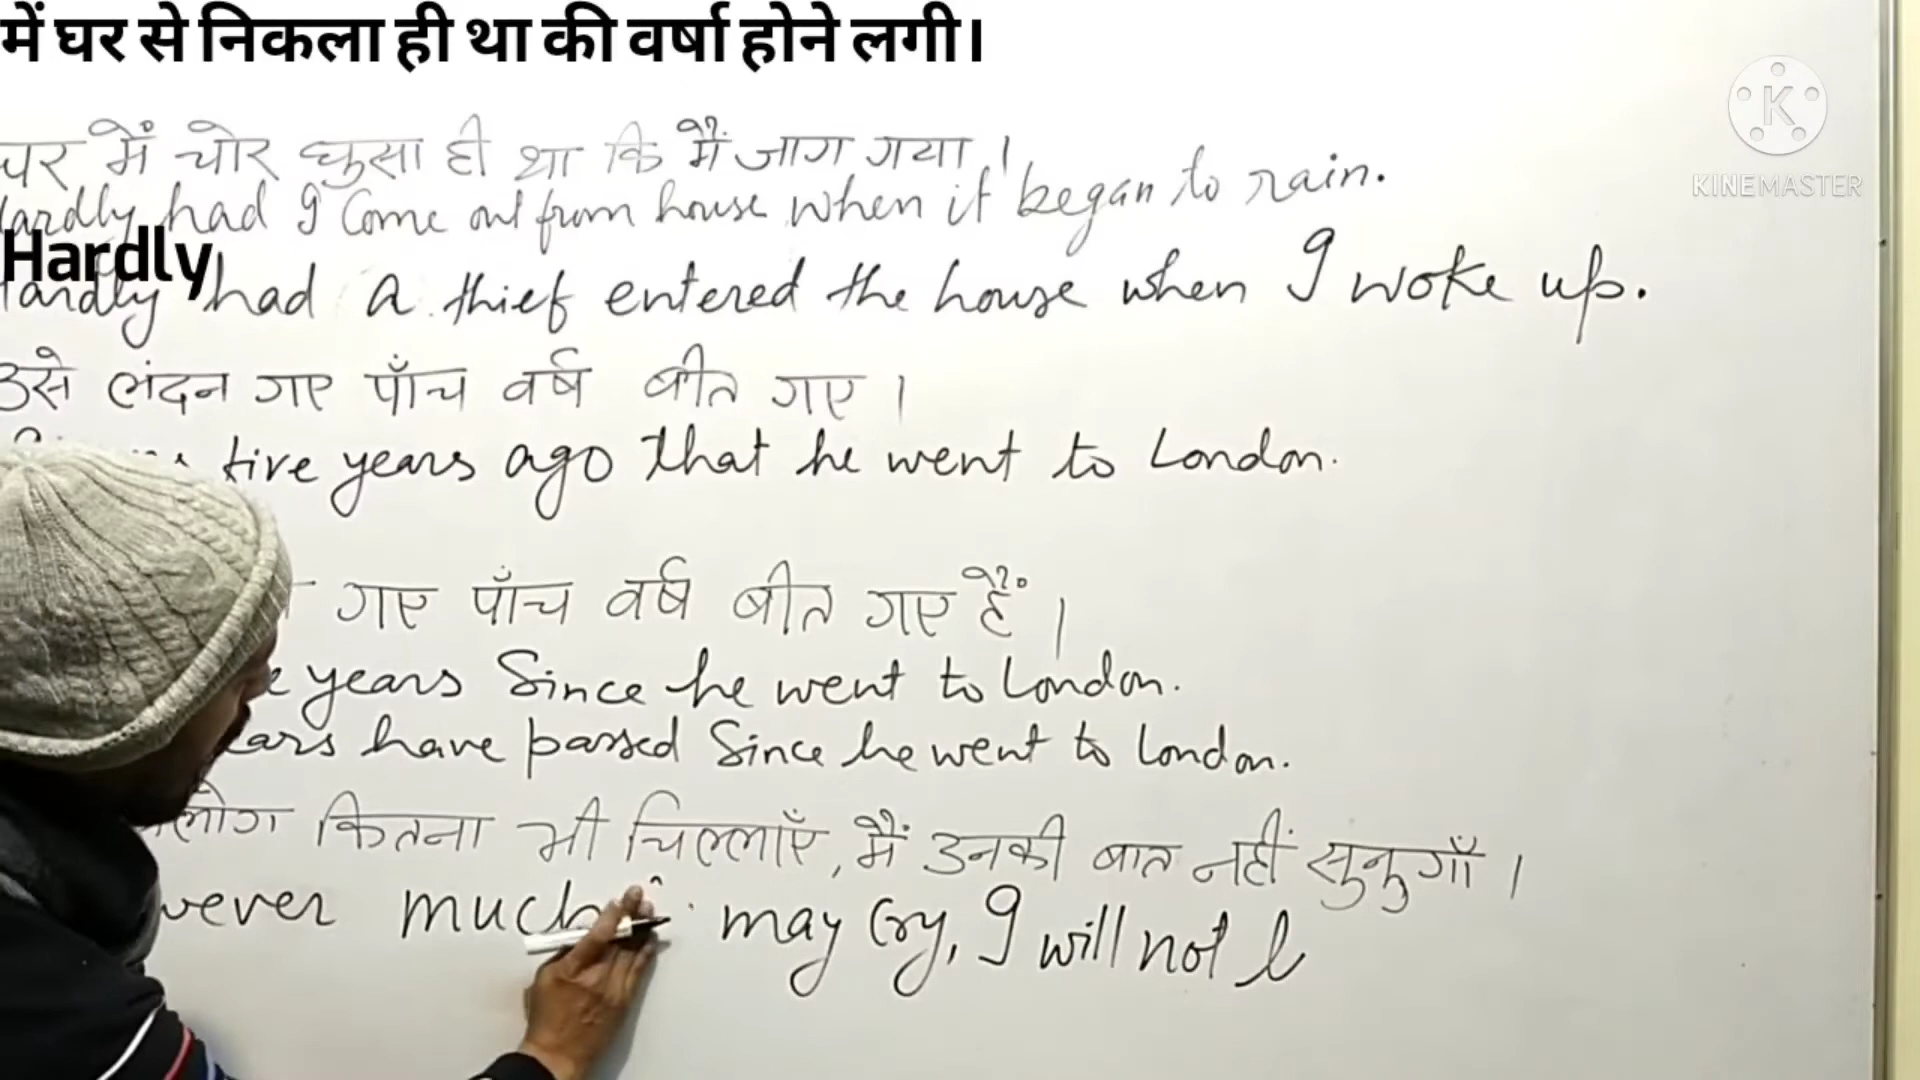 में घर से निकला ही था की वर्षा होने लगी।
घर में चोर घुसा ही था कि मैं जाग गया।
Hardly had I Come out from house when it began to rain.
Hardly
Hardly had a thief entered the house when I woke up.
उसे लंदन गए पाँच वर्ष बीत गए।
five years ago that he went to London.
गए पाँच वर्ष बीत गए हैं।
years Since he went to London.
have passed Since he went to London.
लोग कितना भी चिल्लाएँ, मैं उनकी बात नहीं सुनुगाँ।
much may Cry, I will not l
KINEMASTER